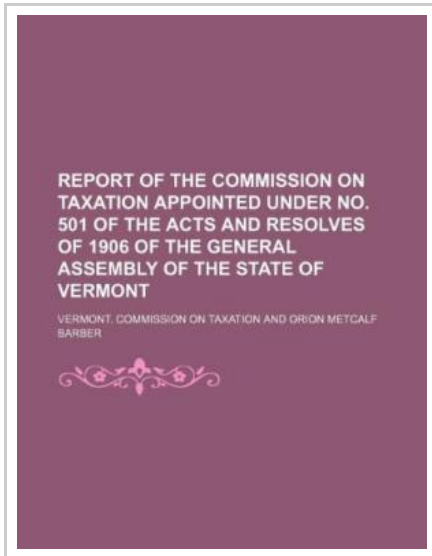 REPORT OF THE COMMISSION ON
TAXATION APPOINTED UNDER NO.
501 OF THE ACTS AND RESOLVES
OF 1906 OF THE GENERAL
ASSEMBLY OF THE STATE OF
VERMONT
VERMONT. COMMISSION ON TAXATION AND ORION METCALF
BARBER